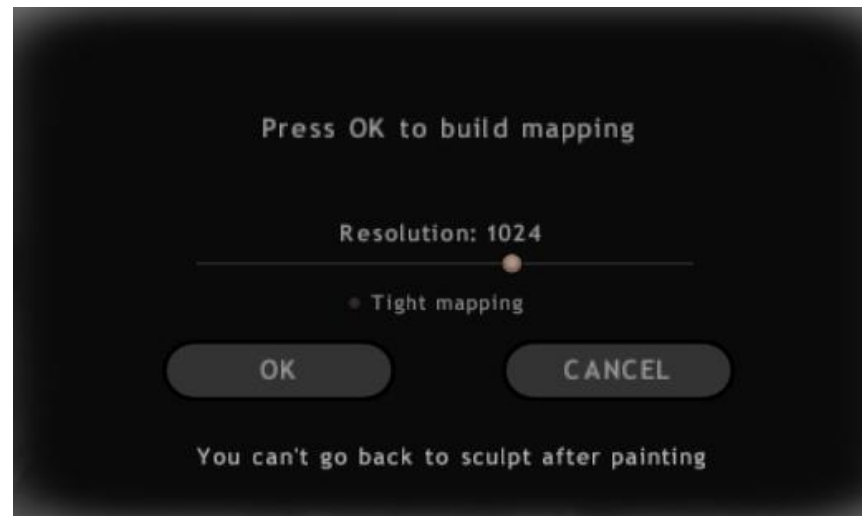 Press OK to build mapping
Resolution: 1024
Tight mapping
OK CANCEL
You can't go back to sculpt after painting